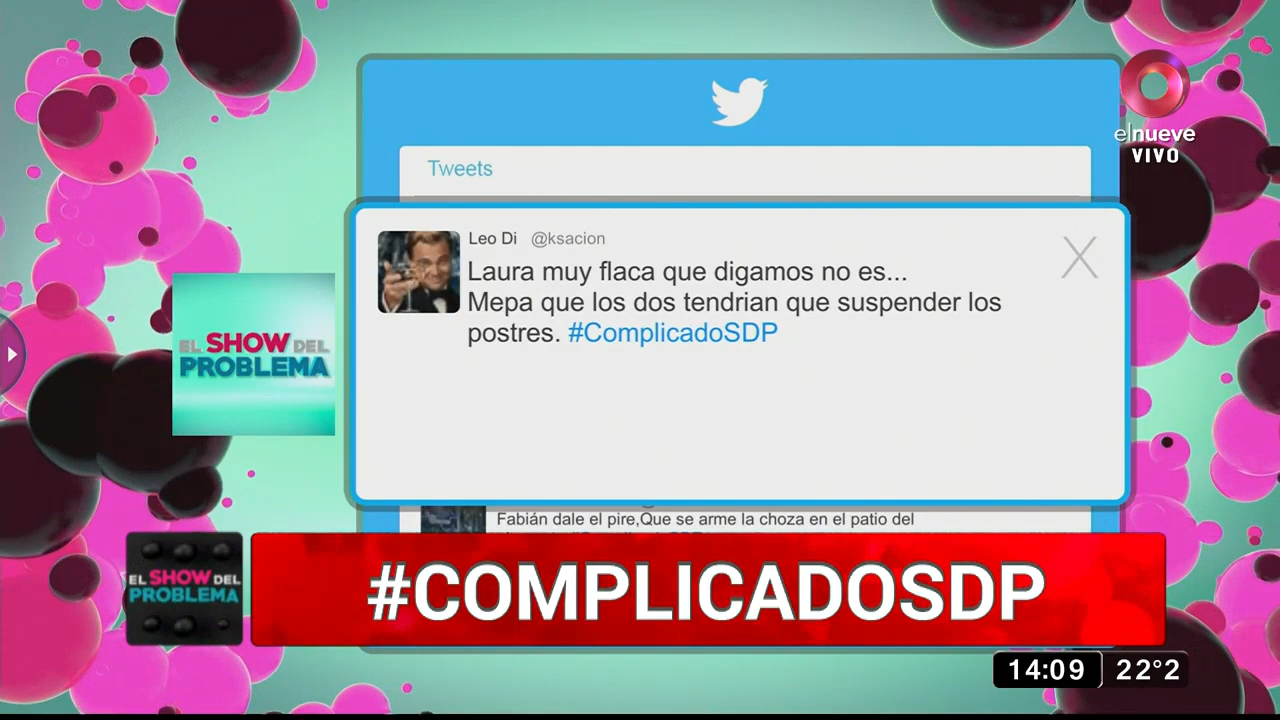 elnueve
VIVO
Tweets
Leo Di @ksacion
Laura muy flaca que digamos no es...
Mepa que los dos tendrian que suspender los
postres. #ComplicadoSDP
EL SHOW DEL
PROBLEMA
Fabián dale el pire,Que se arme la choza en el patio del
EL SHOW DEL
PROBLEMA
#COMPLICADOSDP
14:09 22°2